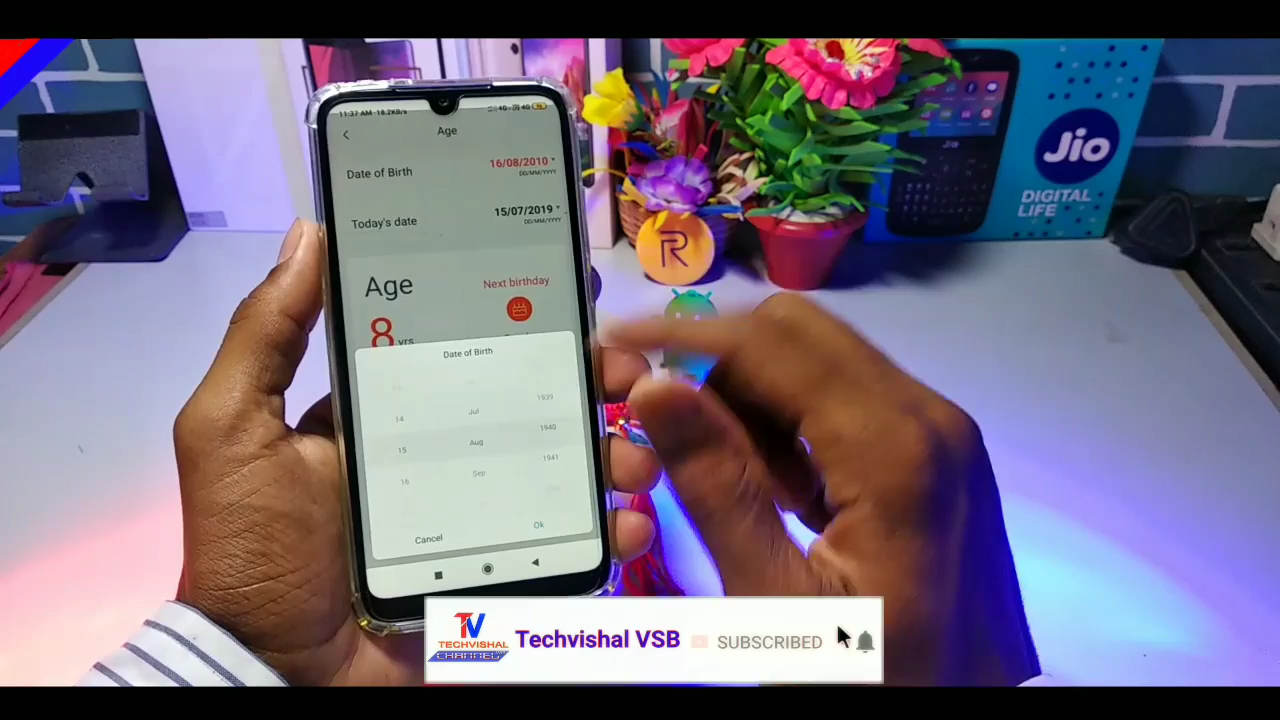 11:37 AM
Age
Date of Birth
16/08/2010
DD/MM/YYYY
Today's date
15/07/2019
DD/MM/YYYY
Age
Next birthday
8 yrs
Date of Birth
14 Jul 1939
15 Aug 1940
16 Sep 1941
Cancel
Ok
Jio
DIGITAL
LIFE
R
TV
TECHVISHAL
CHANNEL
Techvishal VSB
SUBSCRIBED